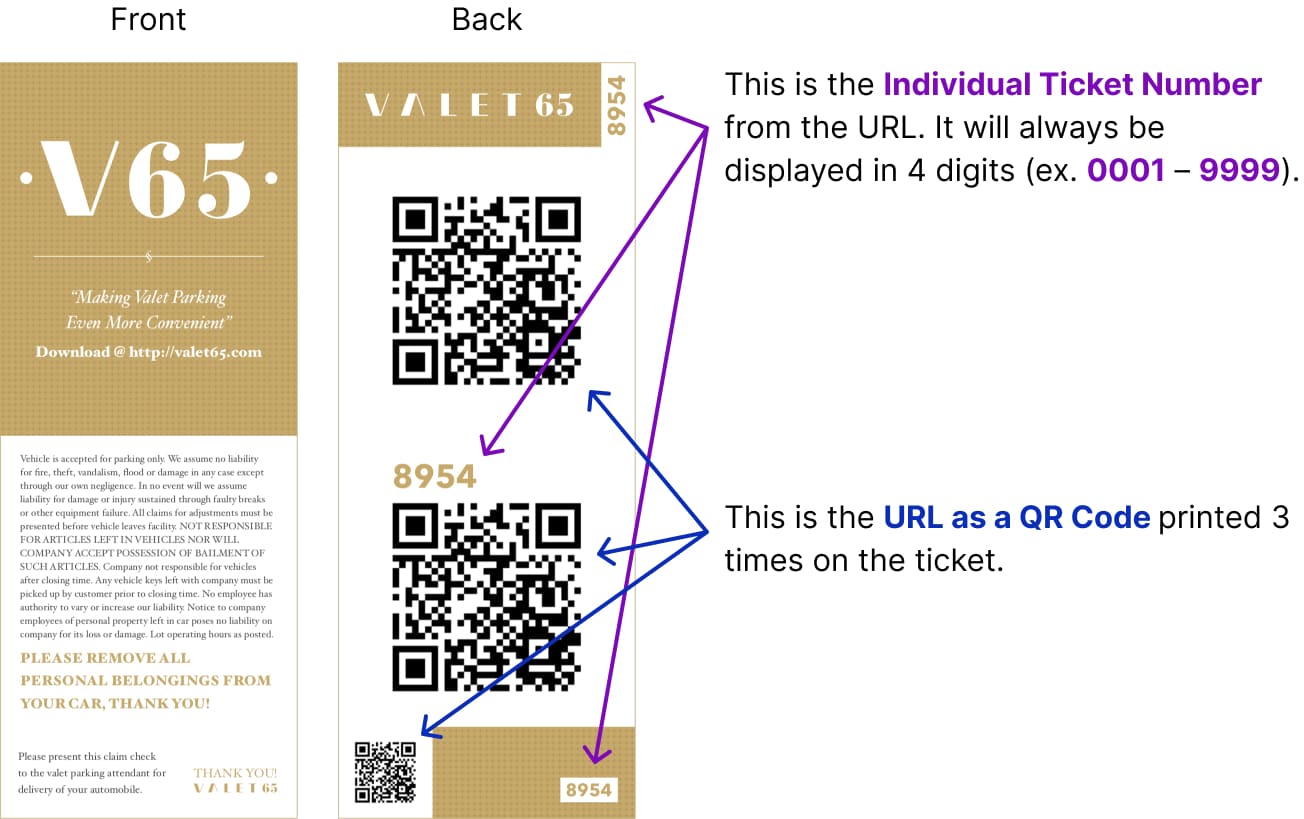 Front
Back
·V65·
§
“Making Valet Parking
Even More Convenient”
Download @ http://valet65.com
Vehicle is accepted for parking only. We assume no liability
for fire, theft, vandalism, flood or damage in any case except
through our own negligence. In no event will we assume
liability for damage or injury sustained through faulty breaks
or other equipment failure. All claims for adjustments must be
presented before vehicle leaves facility. NOT RESPONSIBLE
FOR ARTICLES LEFT IN VEHICLES NOR WILL
COMPANY ACCEPT POSSESSION OF BAILMENT OF
SUCH ARTICLES. Company not responsible for vehicles
after closing time. Any vehicle keys left with company must be
picked up by customer prior to closing time. No employee has
authority to vary or increase our liability. Notice to company
employees of personal property left in car poses no liability on
company for its loss or damage. Lot operating hours as posted.
PLEASE REMOVE ALL
PERSONAL BELONGINGS FROM
YOUR CAR, THANK YOU!
Please present this claim check
to the valet parking attendant for
delivery of your automobile.
THANK YOU!
VALET 65
VALET 65
8954
8954
8954
This is the Individual Ticket Number
from the URL. It will always be
displayed in 4 digits (ex. 0001 – 9999).
This is the URL as a QR Code printed 3
times on the ticket.